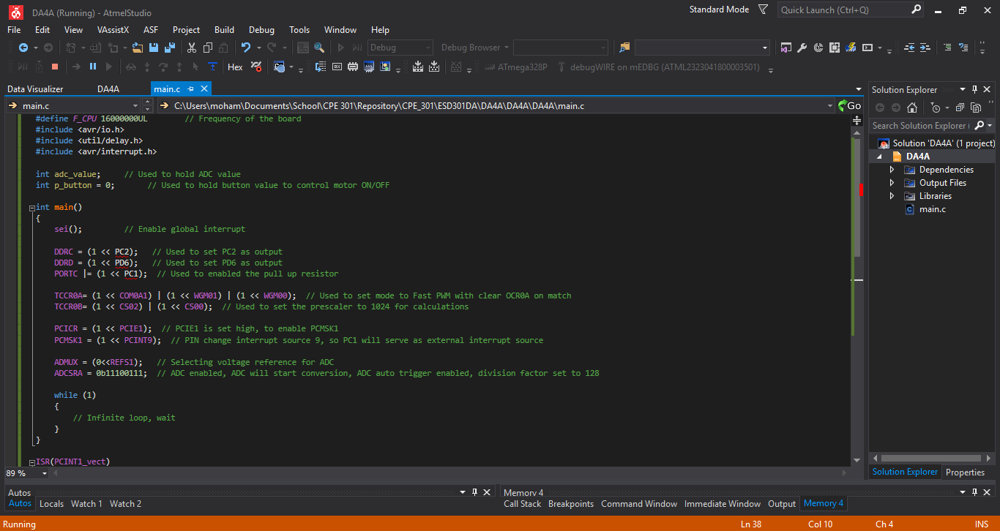 DA4A (Running) - AtmelStudio
Standard Mode
Quick Launch (Ctrl+Q)
File Edit View VAssistX ASF Project Build Debug Tools Window Help
Debug Debug Browser
Hex ATmega328P debugWIRE on mEDBG (ATML2323041800003501)
Data Visualizer DA4A main.c
main.c C:\Users\moham\Documents\School\CPE 301\Repository\CPE_301\ESD301DA\DA4A\DA4A\DA4A\main.c Go
#define F_CPU 16000000UL // Frequency of the board
#include <avr/io.h>
#include <util/delay.h>
#include <avr/interrupt.h>
int adc_value; // Used to hold ADC value
int p_button = 0; // Used to hold button value to control motor ON/OFF
int main()
{
sei(); // Enable global interrupt
DDRC = (1 << PC2); // Used to set PC2 as output
DDRD = (1 << PD6); // Used to set PD6 as output
PORTC |= (1 << PC1); // Used to enabled the pull up resistor
TCCR0A= (1 << COM0A1) | (1 << WGM01) | (1 << WGM00); // Used to set mode to Fast PWM with clear OCR0A on match
TCCR0B= (1 << CS02) | (1 << CS00); // Used to set the prescaler to 1024 for calculations
PCICR = (1 << PCIE1); // PCIE1 is set high, to enable PCMSK1
PCMSK1 = (1 << PCINT9); // PIN change interrupt source 9, so PC1 will serve as external interrupt source
ADMUX = (0<<REFS1); // Selecting voltage reference for ADC
ADCSRA = 0b11100111; // ADC enabled, ADC will start conversion, ADC auto trigger enabled, division factor set to 128
while (1)
{
// Infinite loop, wait
}
}
ISR(PCINT1_vect)
89 %
Solution Explorer
Search Solution Explorer (
Solution 'DA4A' (1 project)
DA4A
Dependencies
Output Files
Libraries
main.c
Solution Explorer Properties
Autos
Autos Locals Watch 1 Watch 2
Memory 4
Call Stack Breakpoints Command Window Immediate Window Output Memory 4
Running Ln 38 Col 10 Ch 4 INS